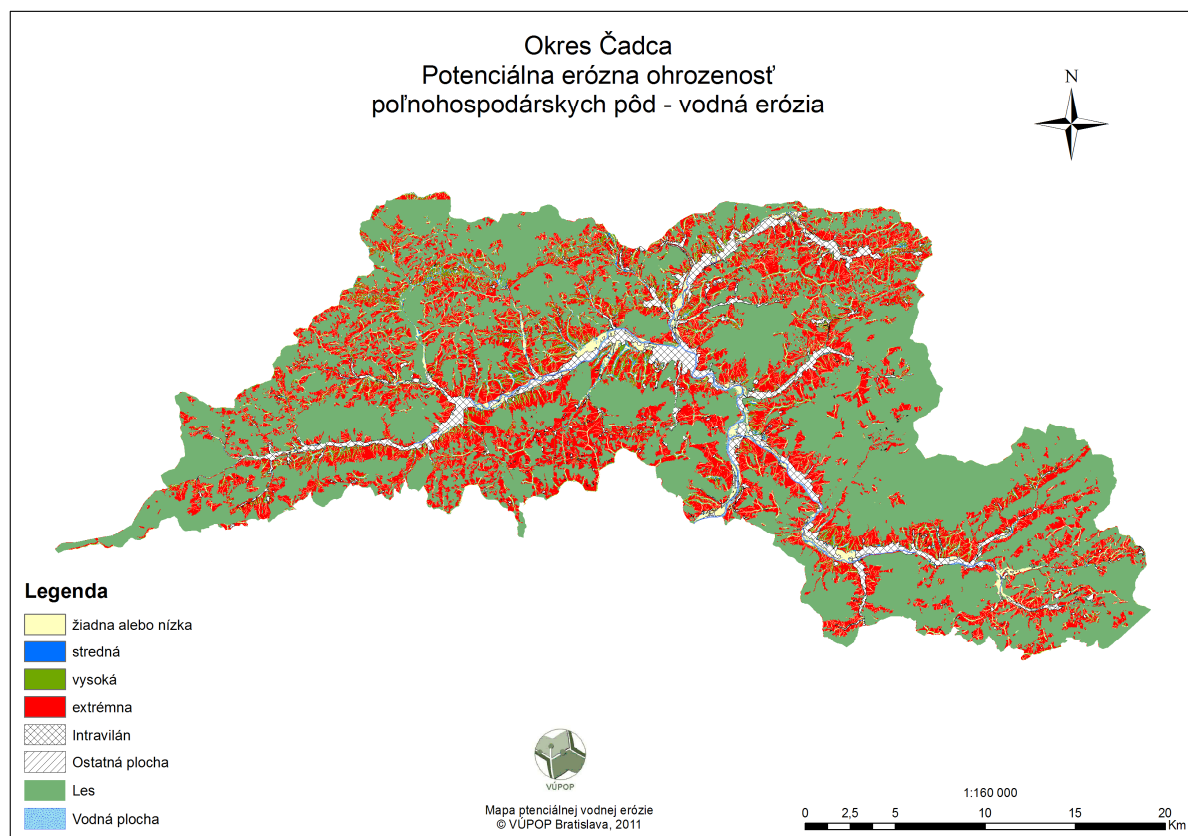 Okres Čadca
Potenciálna erózna ohrozenosť
poľnohospodárskych pôd - vodná erózia
N
Legenda
žiadna alebo nízka
stredná
vysoká
extrémna
Intravilán
Ostatná plocha
Les
Vodná plocha
VÚPOP
Mapa ptenciálnej vodnej erózie
© VÚPOP Bratislava, 2011
1:160 000
0 2,5 5 10 15 20
Km